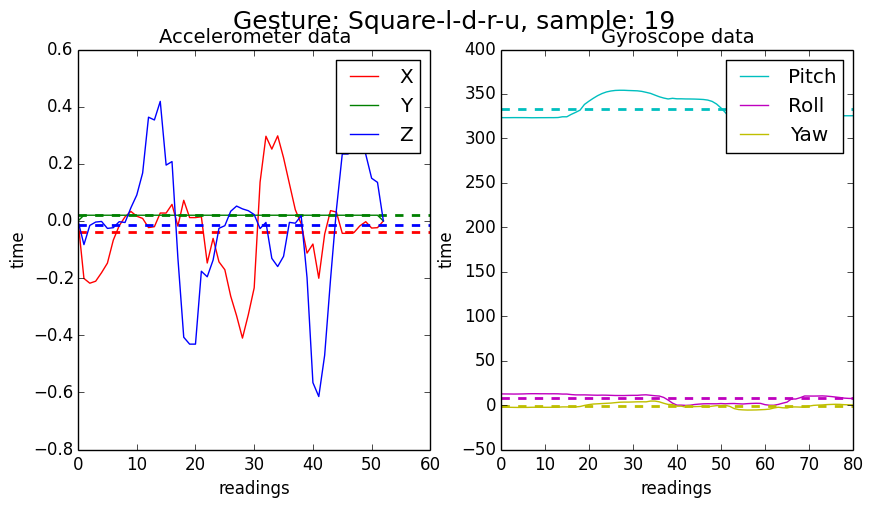 Gesture: Square-l-d-r-u, sample: 19
Accelerometer data
0.6
0.4
0.2
0.0
−0.2
−0.4
−0.6
−0.8
time
0 10 20 30 40 50 60
readings
X
Y
Z
Gyroscope data
400
350
300
250
200
150
100
50
0
−50
time
0 10 20 30 40 50 60 70 80
readings
Pitch
Roll
Yaw